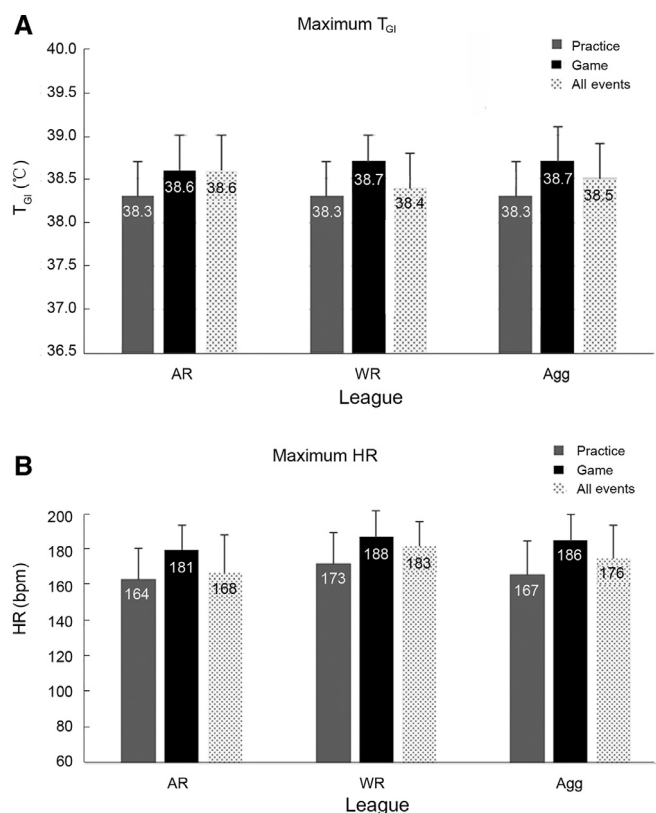 A
Maximum TGI
Practice
Game
All events
40.0
39.5
39.0
38.5
38.0
37.5
37.0
36.5
TGI (℃)
38.3
38.6
38.6
38.3
38.7
38.4
38.3
38.7
38.5
AR
WR
Agg
League
B
Maximum HR
Practice
Game
All events
200
180
160
140
120
100
80
60
HR (bpm)
164
181
168
173
188
183
167
186
176
AR
WR
Agg
League